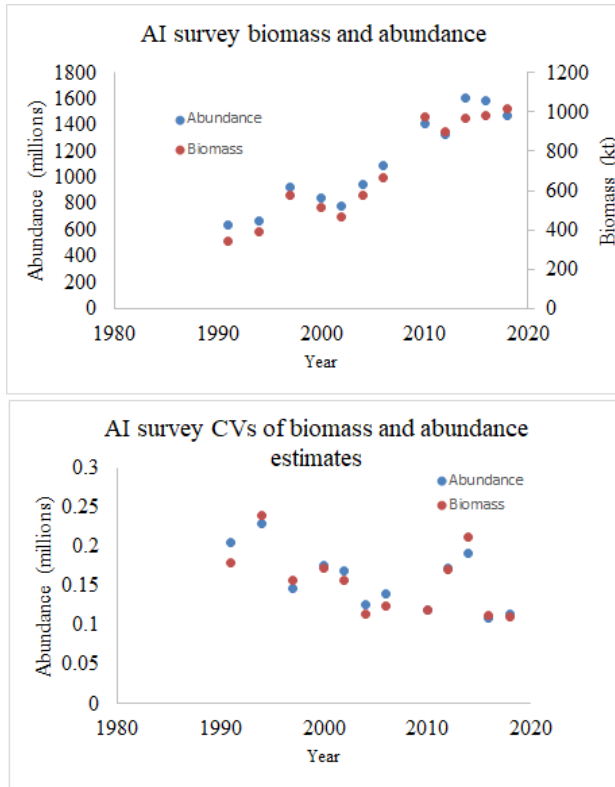 AI survey biomass and abundance
Abundance (millions)
1800
1600
1400
1200
1000
800
600
400
200
0
Abundance
Biomass
1200
1000
800
600
400
200
0
Biomass (kt)
1980 1990 2000 2010 2020
Year
AI survey CVs of biomass and abundance
estimates
Abundance (millions)
0.3
0.25
0.2
0.15
0.1
0.05
0
Abundance
Biomass
1980 1990 2000 2010 2020
Year